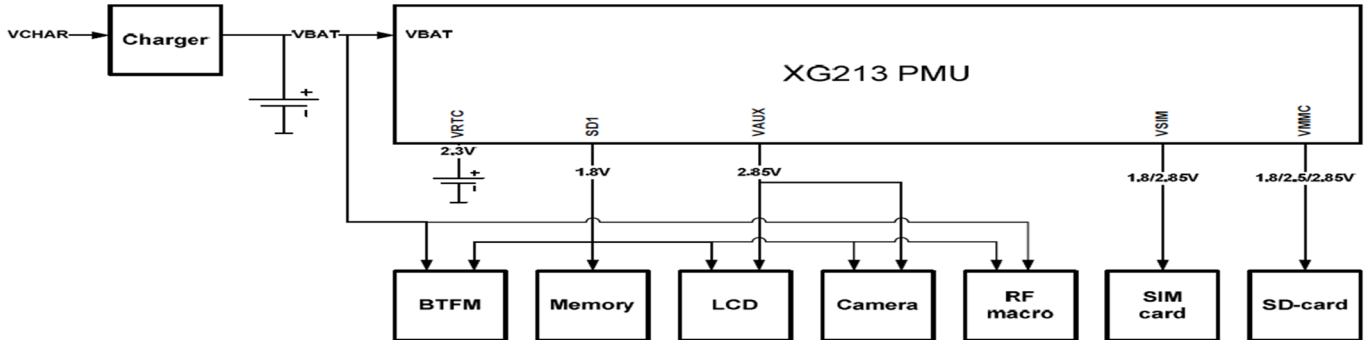 VCHAR
Charger
VBAT
VBAT
XG213 PMU
VRTC
SD1
VAUX
VSIM
VMMC
2.3V
1.8V
2.85V
1.8/2.85V
1.8/2.5/2.85V
+
-
+
-
BTFM
Memory
LCD
Camera
RF
macro
SIM
card
SD-card